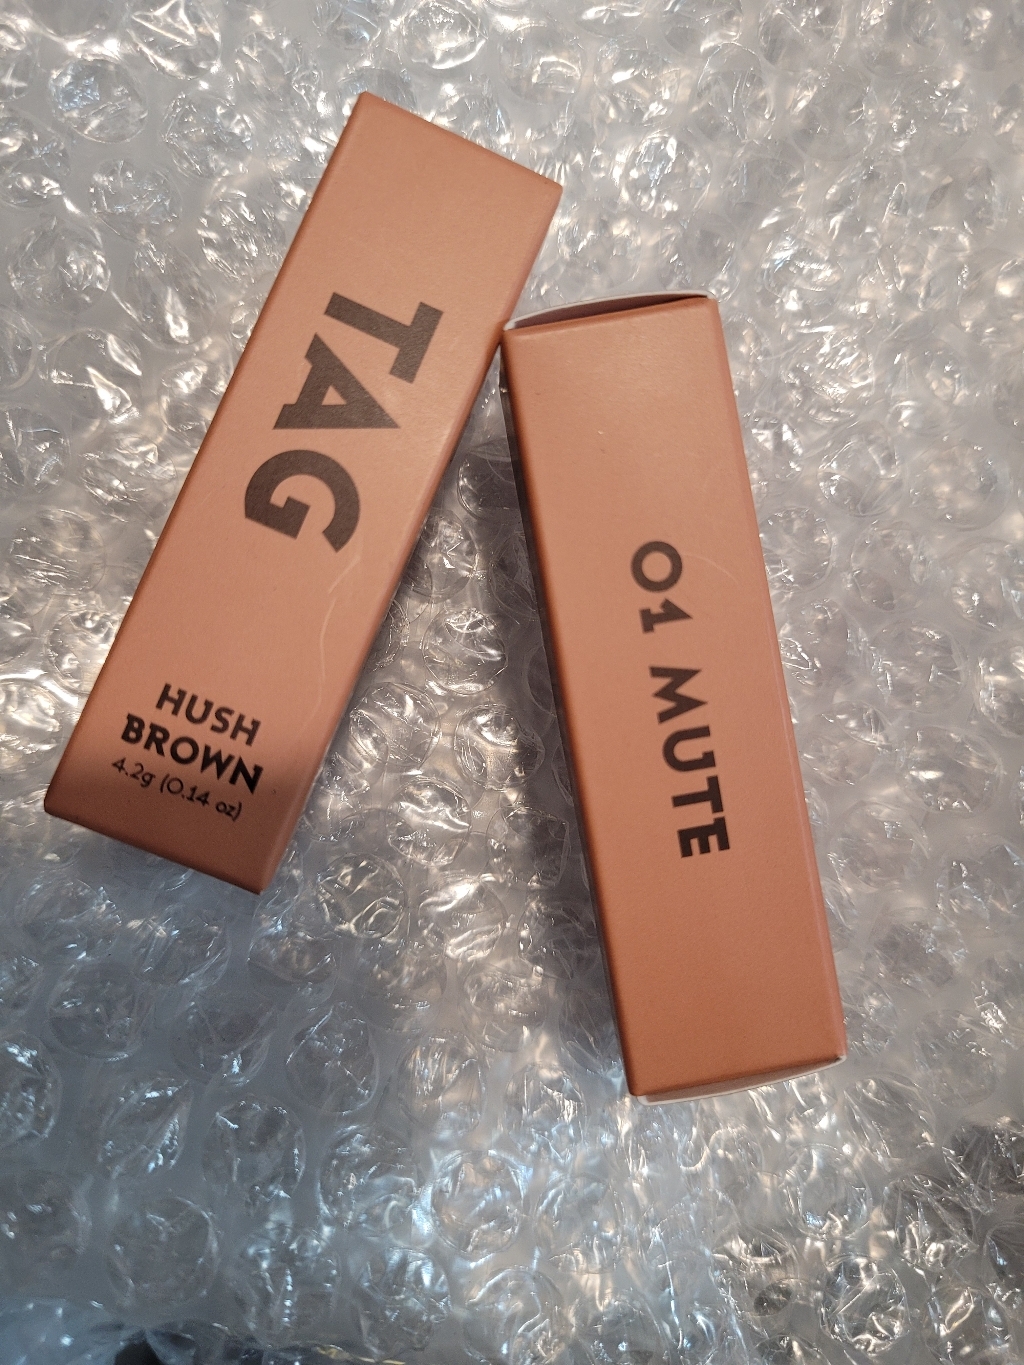 TAG
HUSH
BROWN
4.2g (0.14 oz)
01 MUTE